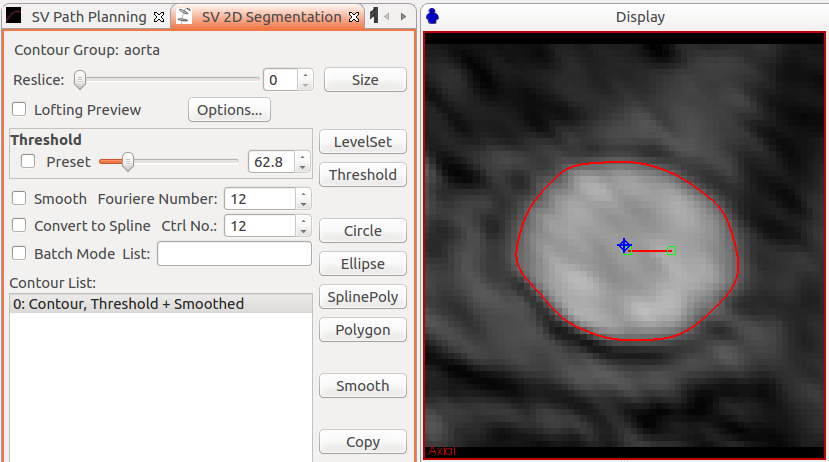 SV Path Planning
SV 2D Segmentation
Display
Contour Group: aorta
Reslice:
0
Size
Lofting Preview
Options...
Threshold
Preset
62.8
LevelSet
Threshold
Smooth Fouriere Number: 12
Convert to Spline Ctrl No.: 12
Batch Mode List:
Circle
Ellipse
SplinePoly
Polygon
Smooth
Copy
Contour List:
0: Contour, Threshold + Smoothed
Axial